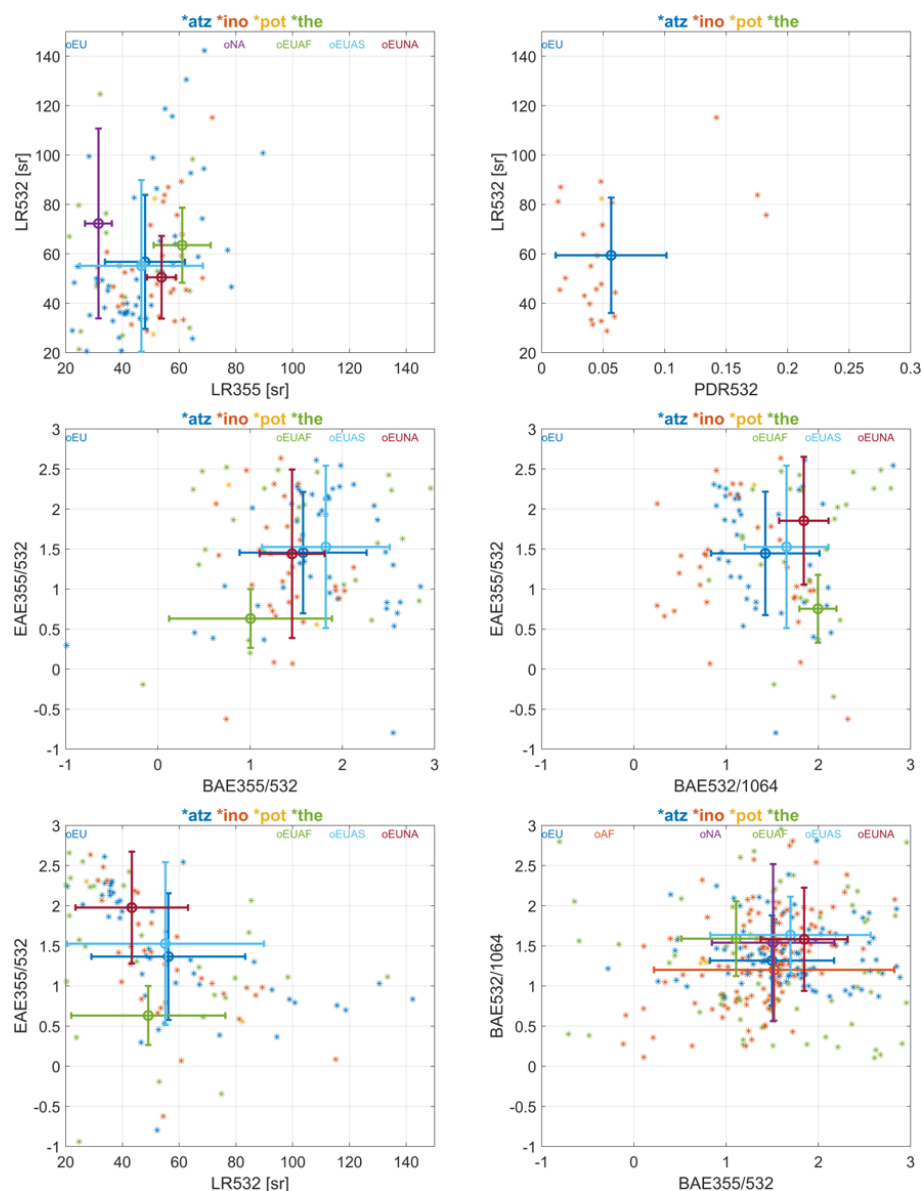 *atz *ino *pot *the
oEU oNA oEUAF oEUAS oEUNA
140
120
100
80
60
40
20
LR532 [sr]
20 40 60 80 100 120 140
LR355 [sr]
*atz *ino *pot *the
oEU
140
120
100
80
60
40
20
LR532 [sr]
0 0.05 0.1 0.15 0.2 0.25 0.3
PDR532
*atz *ino *pot *the
oEU oEUAF oEUAS oEUNA
3
2.5
2
1.5
1
0.5
0
-0.5
-1
EAE355/532
-1 0 1 2 3
BAE355/532
*atz *ino *pot *the
oEU oEUAF oEUAS oEUNA
3
2.5
2
1.5
1
0.5
0
-0.5
-1
EAE355/532
-1 0 1 2 3
BAE532/1064
*atz *ino *pot *the
oEU oEUAF oEUAS oEUNA
3
2.5
2
1.5
1
0.5
0
-0.5
-1
EAE355/532
20 40 60 80 100 120 140
LR532 [sr]
*atz *ino *pot *the
oEU oAF oNA oEUAF oEUAS oEUNA
3
2.5
2
1.5
1
0.5
0
-0.5
-1
BAE532/1064
-1 0 1 2 3
BAE355/532